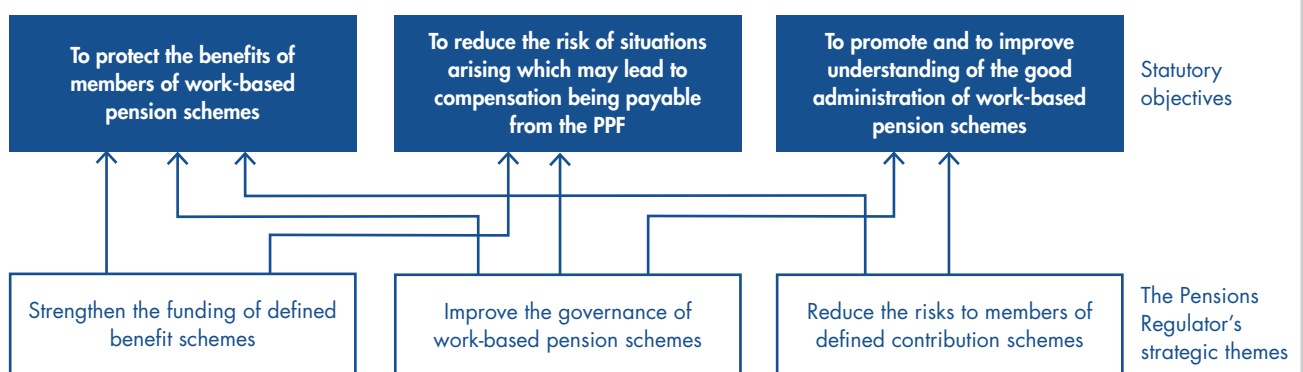 To protect the benefits of
members of work-based
pension schemes
To reduce the risk of situations
arising which may lead to
compensation being payable
from the PPF
To promote and to improve
understanding of the good
administration of work-based
pension schemes
Statutory
objectives
Strengthen the funding of defined
benefit schemes
Improve the governance of
work-based pension schemes
Reduce the risks to members of
defined contribution schemes
The Pensions
Regulator’s
strategic themes